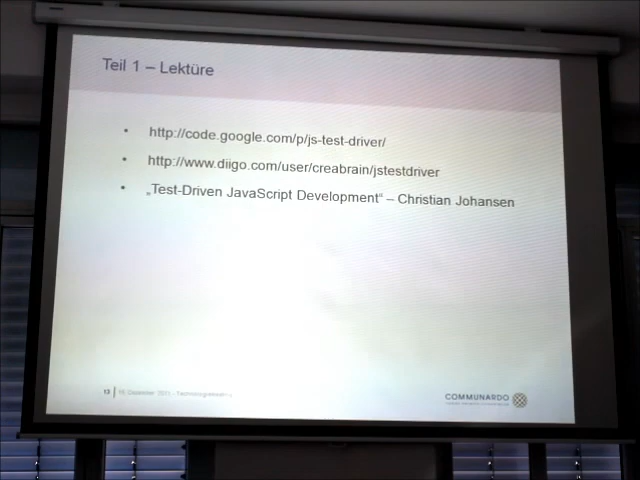 Teil 1 – Lektüre
• http://code.google.com/p/js-test-driver/
• http://www.diigo.com/user/creabrain/jstestdriver
• „Test-Driven JavaScript Development“ – Christian Johansen
13
COMMUNARDO